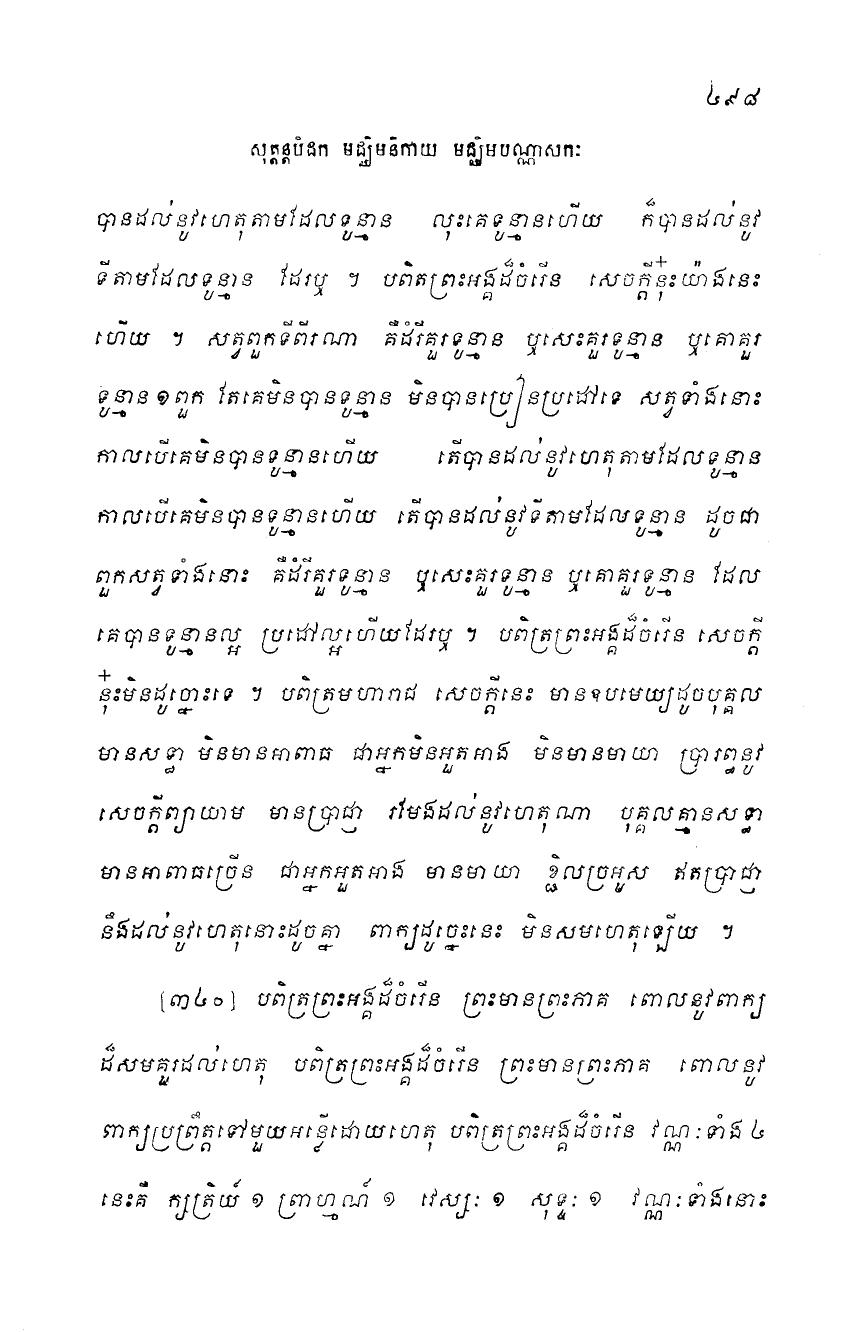 ៤៩៨
សុត្តន្តបិដក មជ្ឈិមនិកាយ មជ្ឈិមបណ្ណាសកៈ
បានដល់នូវហេតុតាមដែលទូន្មាន លុះគេទូន្មានហើយ ក៏បានដល់នូវ
ទីតាមដែលទូន្មាន ដែរឬ ។ បពិតព្រះអង្គដ៏ចំរើន សេចក្តីនុ៎ះយ៉ាងនេះ
ហើយ ។ សត្វពួកទីពីរណា គឺដំរីគួរទូន្មាន ឬសេះគួរទូន្មាន ឬគោគួរ
ទូន្មាន ១ពួក តែគេមិនបានទូន្មាន មិនបានប្រៀនប្រដៅទេ សត្វទាំងនោះ
កាលបើគេមិនបានទូន្មានហើយ តើបានដល់នូវហេតុតាមដែលទូន្មាន
កាលបើគេមិនបានទូន្មានហើយ តើបានដល់នូវទីតាមដែលទូន្មាន ដូចជា
ពួកសត្វទាំងនោះ គឺដំរីគួរទូន្មាន ឬសេះគួរទូន្មាន ឬគោគួរទូន្មាន ដែល
គេបានទូន្មានល្អ ប្រដៅល្អហើយដែរឬ ។ បពិត្រព្រះអង្គដ៏ចំរើន សេចក្តី
នុ៎ះមិនដូច្នោះទេ ។ បពិត្រមហារាជ សេចក្តីនេះ មានឧបមេយ្យដូចបុគ្គល
មានសទ្ធា មិនមានអាពាធ ជាអ្នកមិនអួតអាង មិនមានមាយា ប្រារព្ធនូវ
សេចក្តីព្យាយាម មានប្រាជ្ញា រមែងដល់នូវហេតុណា បុគ្គលគ្មានសទ្ធា
មានអាពាធច្រើន ជាអ្នកអួតអាង មានមាយា ខ្ជិលច្រអូស ឥតប្រាជ្ញា
នឹងដល់នូវហេតុនោះដូចគ្នា ពាក្យដូច្នេះនេះ មិនសមហេតុឡើយ ។
[៣៤០] បពិត្រព្រះអង្គដ៏ចំរើន ព្រះមានព្រះភាគ ពោលនូវពាក្យ
ដ៏សមគួរដល់ហេតុ បពិត្រព្រះអង្គដ៏ចំរើន ព្រះមានព្រះភាគ ពោលនូវ
ពាក្យប្រព្រឹត្តទៅមួយអន្លើដោយហេតុ បពិត្រព្រះអង្គដ៏ចំរើន វណ្ណៈទាំង ៤
នេះគឺ ក្សត្រិយ៍ ១ ព្រាហ្មណ៍ ១ វេស្សៈ ១ សុទ្ទៈ ១ វណ្ណៈទាំងនោះ